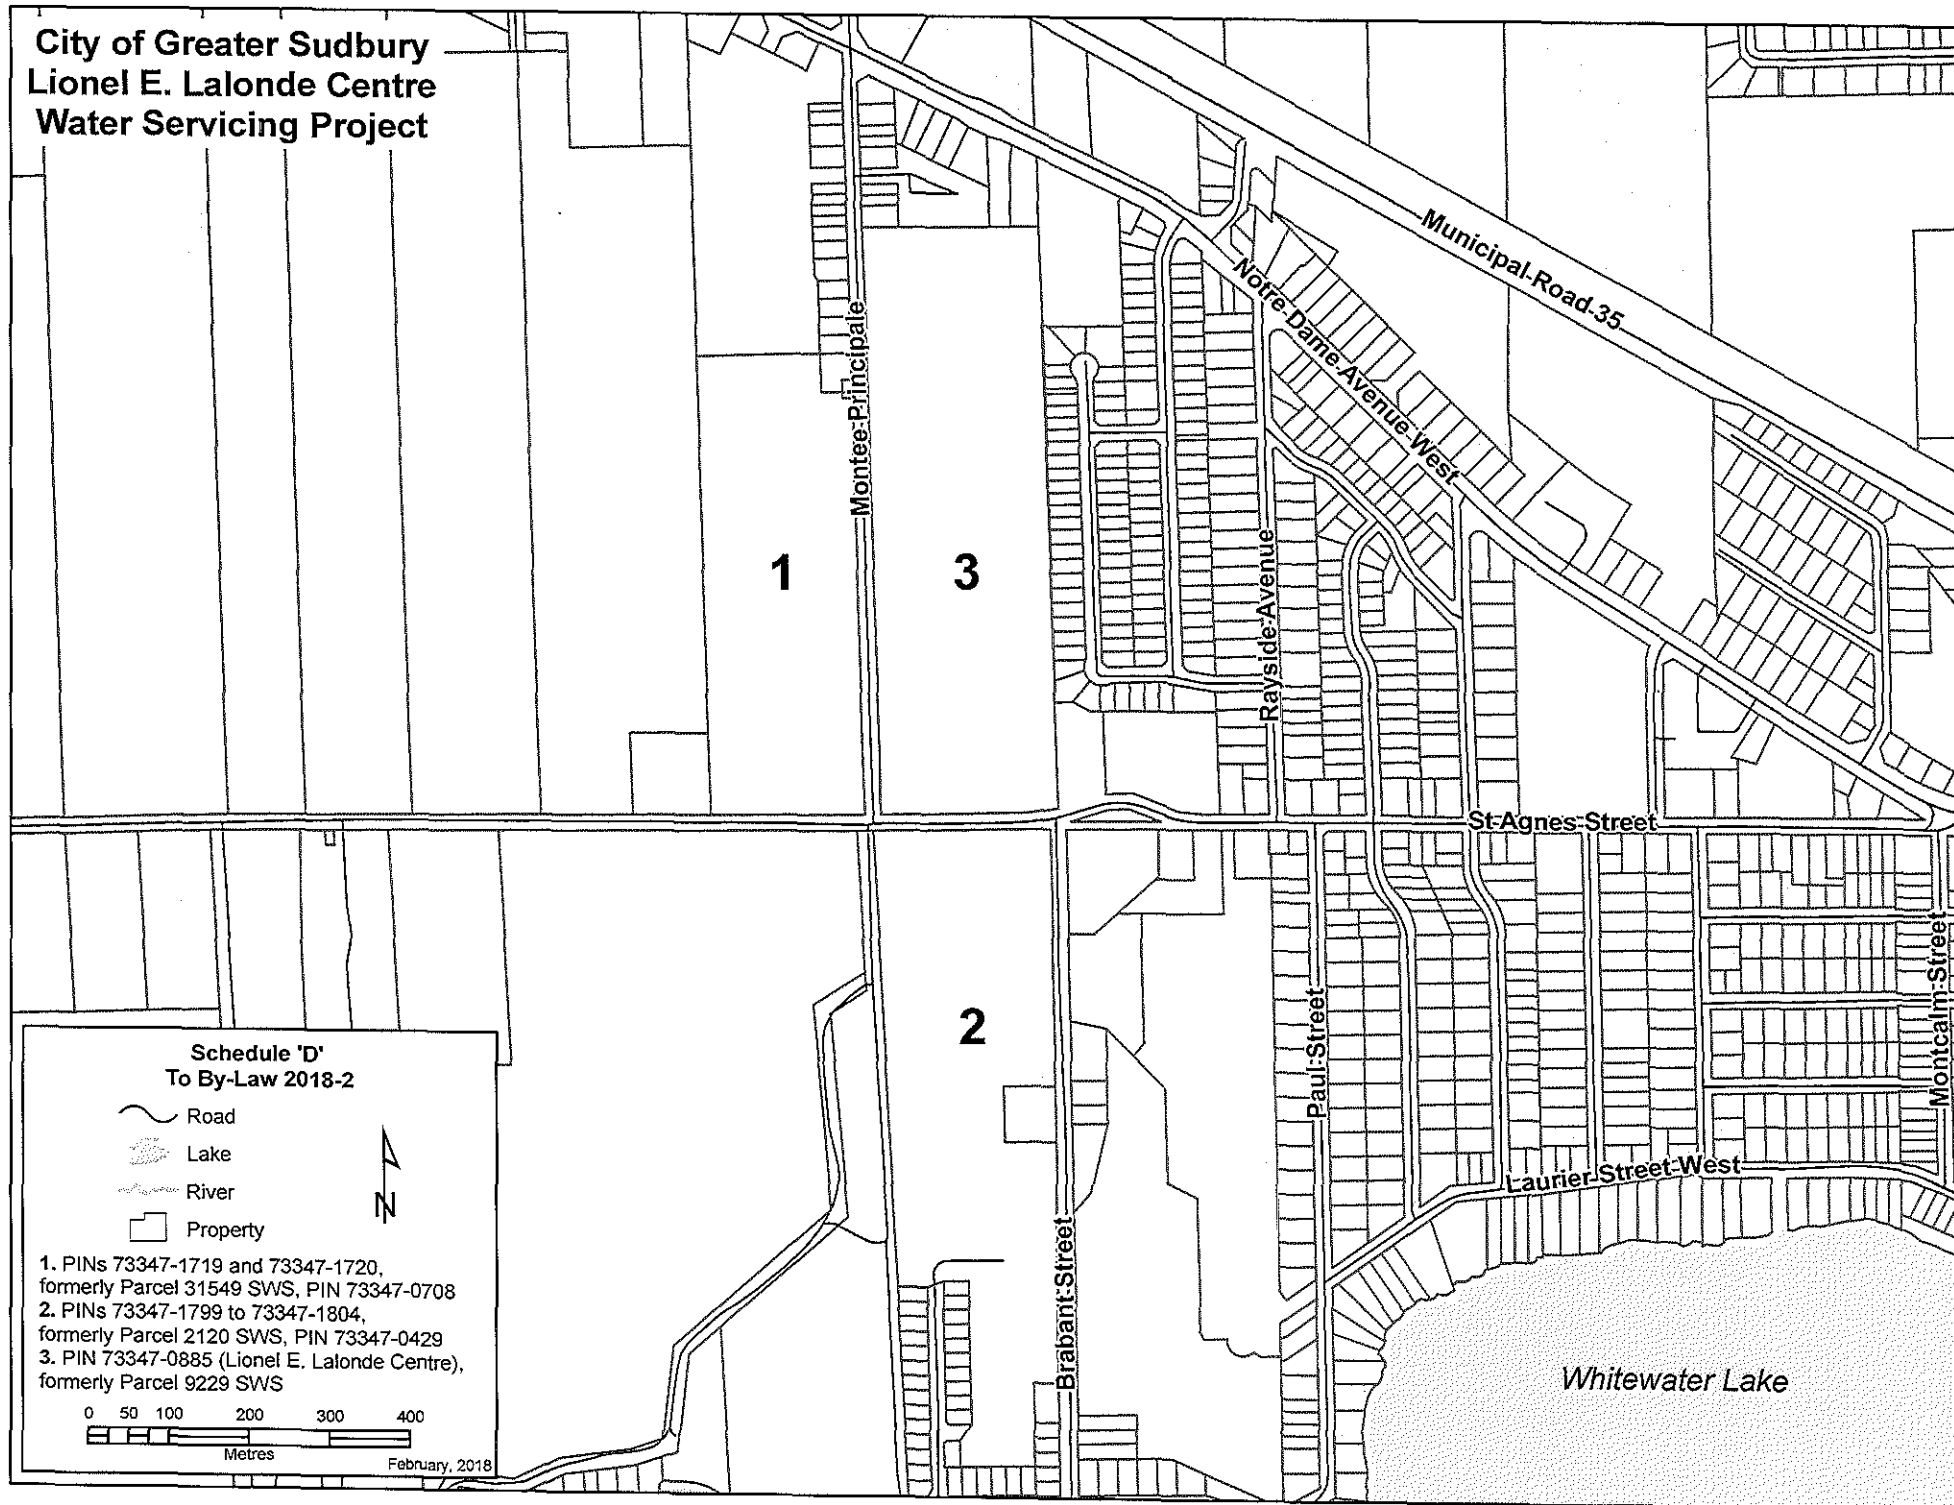 City of Greater Sudbury
Lionel E. Lalonde Centre
Water Servicing Project
Municipal Road 35
Notre Dame Avenue West
Montee Principale
1
3
Rayside Avenue
St Agnes Street
2
Paul Street
Montcalm Street
Laurier Street West
Brabant Street
Whitewater Lake
Schedule 'D'
To By-Law 2018-2
Road
Lake
River
Property
N
1. PINs 73347-1719 and 73347-1720,
formerly Parcel 31549 SWS, PIN 73347-0708
2. PINs 73347-1799 to 73347-1804,
formerly Parcel 2120 SWS, PIN 73347-0429
3. PIN 73347-0885 (Lionel E. Lalonde Centre),
formerly Parcel 9229 SWS
0 50 100 200 300 400
Metres
February, 2018